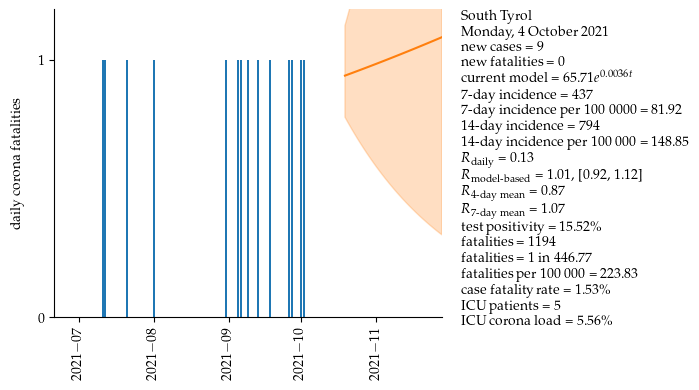 South Tyrol
Monday, 4 October 2021
new cases = 9
new fatalities = 0
current model = 65.71e^0.0036t
7-day incidence = 437
7-day incidence per 100 0000 = 81.92
14-day incidence = 794
14-day incidence per 100 000 = 148.85
R_daily = 0.13
R_model-based = 1.01, [0.92, 1.12]
R_4-day mean = 0.87
R_7-day mean = 1.07
test positivity = 15.52%
fatalities = 1194
fatalities = 1 in 446.77
fatalities per 100 000 = 223.83
case fatality rate = 1.53%
ICU patients = 5
ICU corona load = 5.56%
daily corona fatalities
1
0
2021−07
2021−08
2021−09
2021−10
2021−11